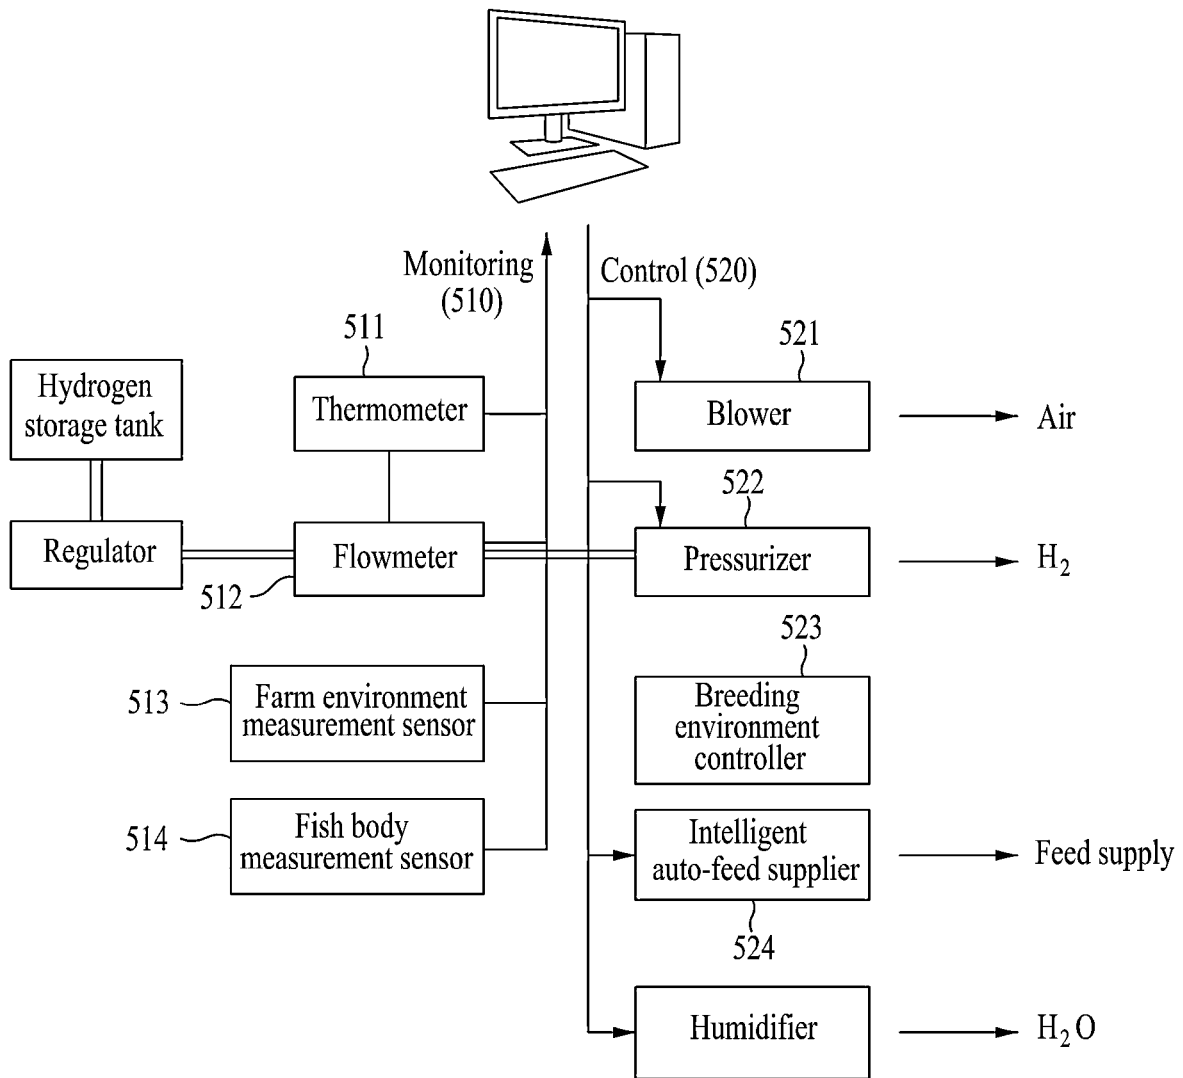 Monitoring
(510)
Control (520)
511
521
Hydrogen
storage tank
Thermometer
Blower
Air
522
Regulator
Flowmeter
Pressurizer
H₂
512
523
513
Farm environment
measurement sensor
Breeding
environment
controller
514
Fish body
measurement sensor
Intelligent
auto-feed supplier
Feed supply
524
Humidifier
H₂O